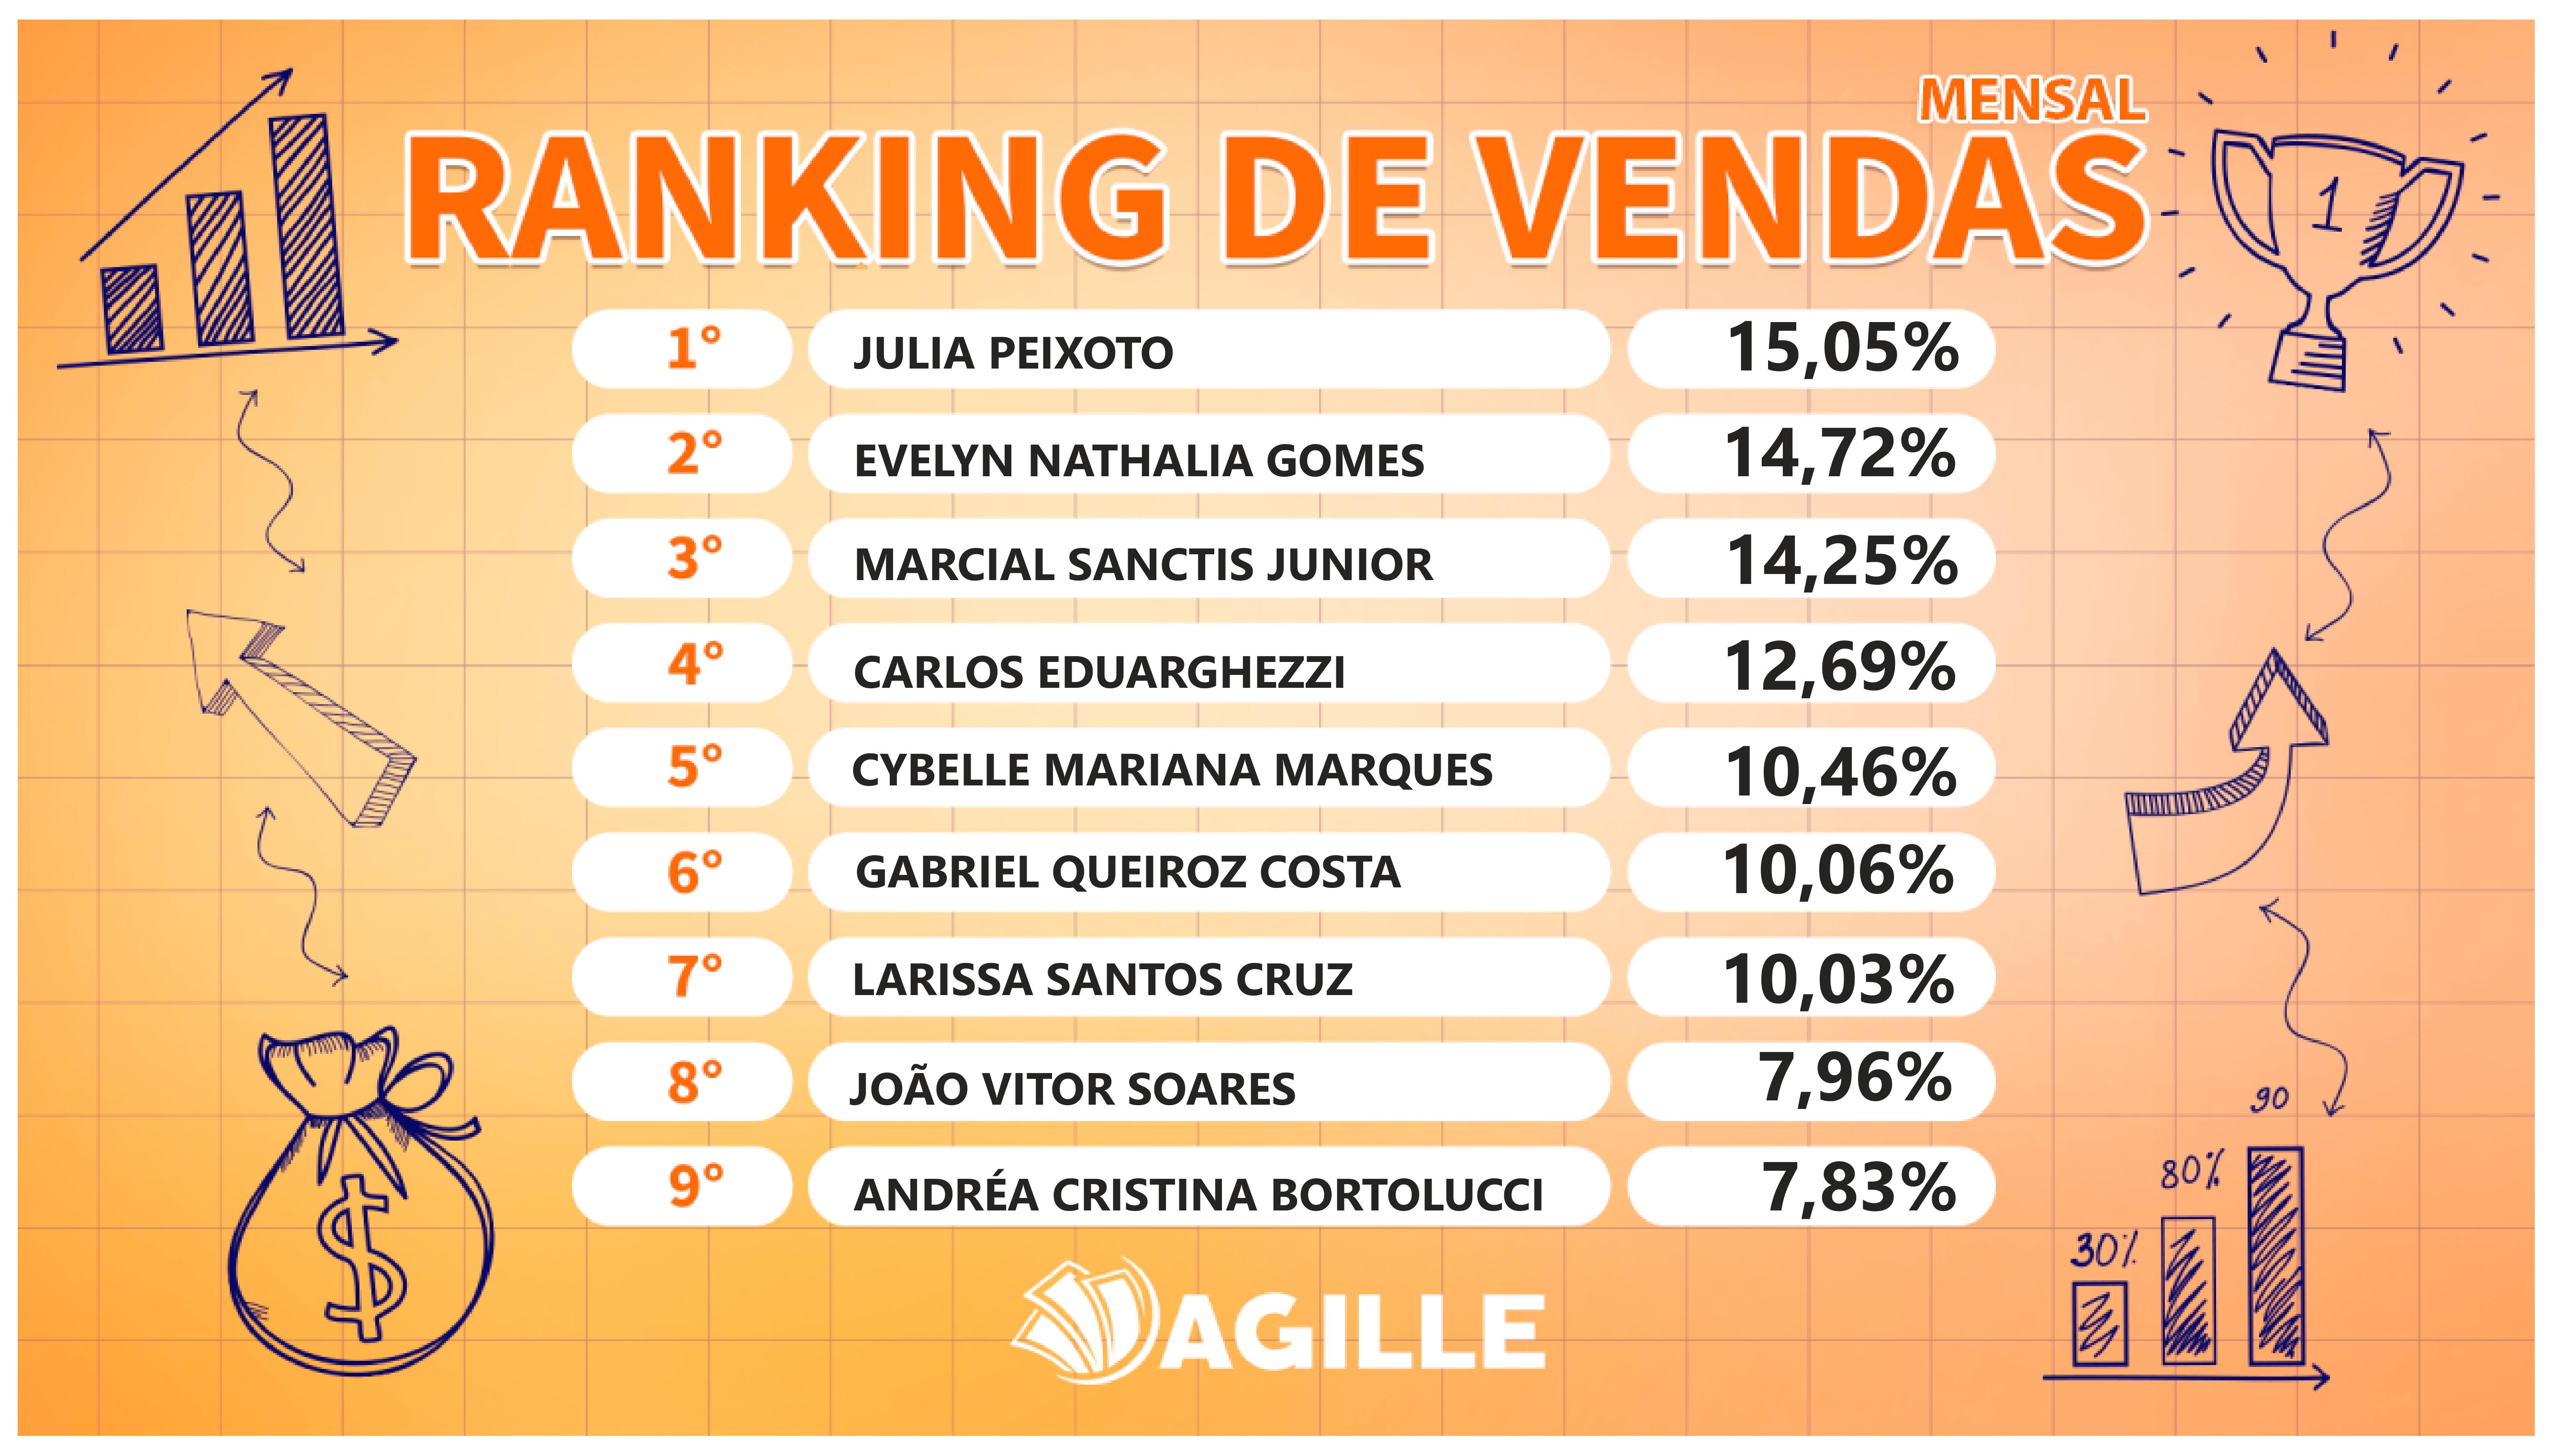 MENSAL
RANKING DE VENDAS
1
1° JULIA PEIXOTO 15,05%
2° EVELYN NATHALIA GOMES 14,72%
3° MARCIAL SANCTIS JUNIOR 14,25%
4° CARLOS EDUARGHEZZI 12,69%
5° CYBELLE MARIANA MARQUES 10,46%
6° GABRIEL QUEIROZ COSTA 10,06%
7° LARISSA SANTOS CRUZ 10,03%
8° JOÃO VITOR SOARES 7,96%
9° ANDRÉA CRISTINA BORTOLUCCI 7,83%
$
30%
80%
90
AGILLE